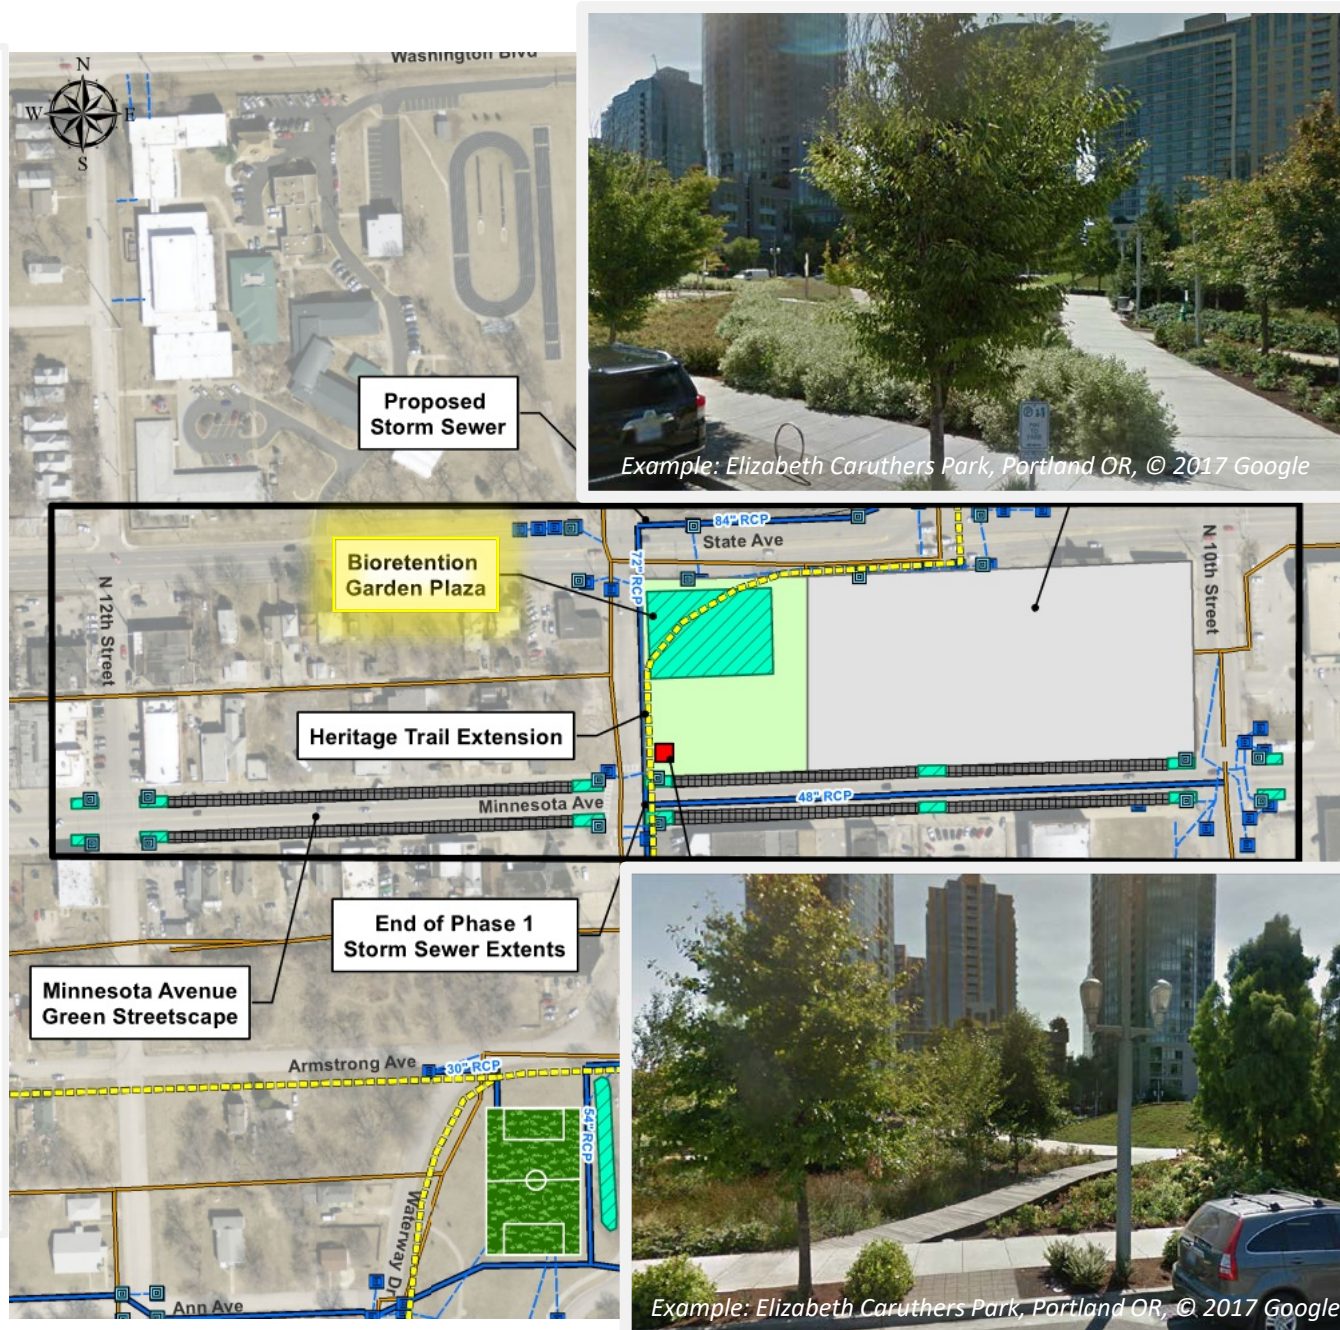 Washington Blvd
N
W
E
S
Proposed
Storm Sewer
Example: Elizabeth Caruthers Park, Portland OR, © 2017 Google
84" RCP
State Ave
72" RCP
N 10th Street
Bioretention
Garden Plaza
N 12th Street
Heritage Trail Extension
Minnesota Ave
48" RCP
End of Phase 1
Storm Sewer Extents
Minnesota Avenue
Green Streetscape
Armstrong Ave
30" RCP
54" RCP
Waterway Dr
Ann Ave
Example: Elizabeth Caruthers Park, Portland OR, © 2017 Google